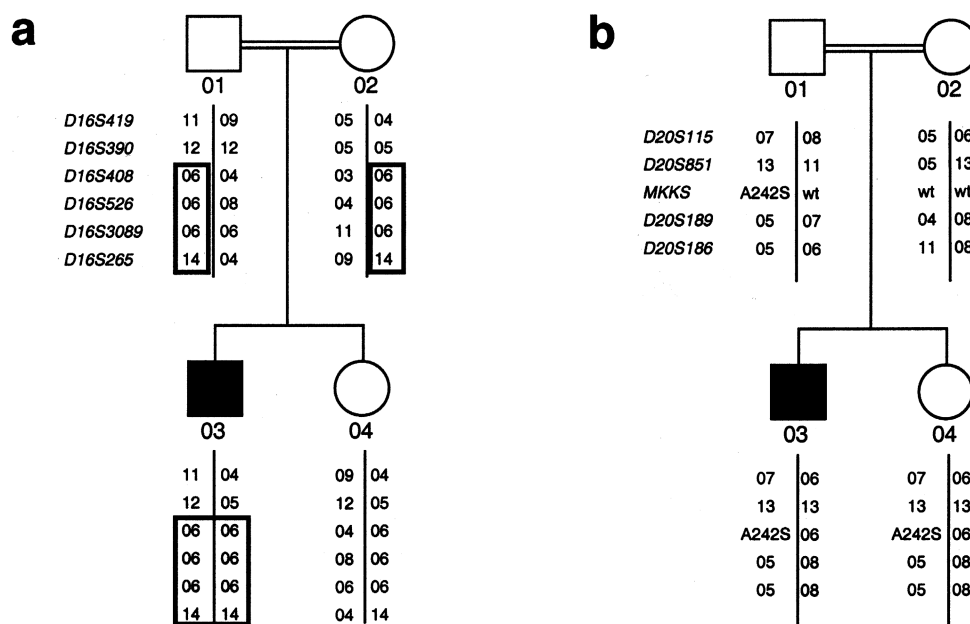 a b
01 02 01 02
D16S419 11 09 05 04
D16S390 12 12 05 05
D16S408 06 04 03 06
D16S526 06 08 04 06
D16S3089 06 06 11 06
D16S265 14 04 09 14
D20S115 07 08 05 06
D20S851 13 11 05 13
MKKS A242S wt wt wt
D20S189 05 07 04 08
D20S186 05 06 11 08
03 04 03 04
11 04 09 04
12 05 12 05
06 06 04 06
06 06 08 06
06 06 06 06
14 14 04 14
07 06 07 06
13 13 13 13
A242S 06 A242S 06
05 08 05 08
05 08 05 08